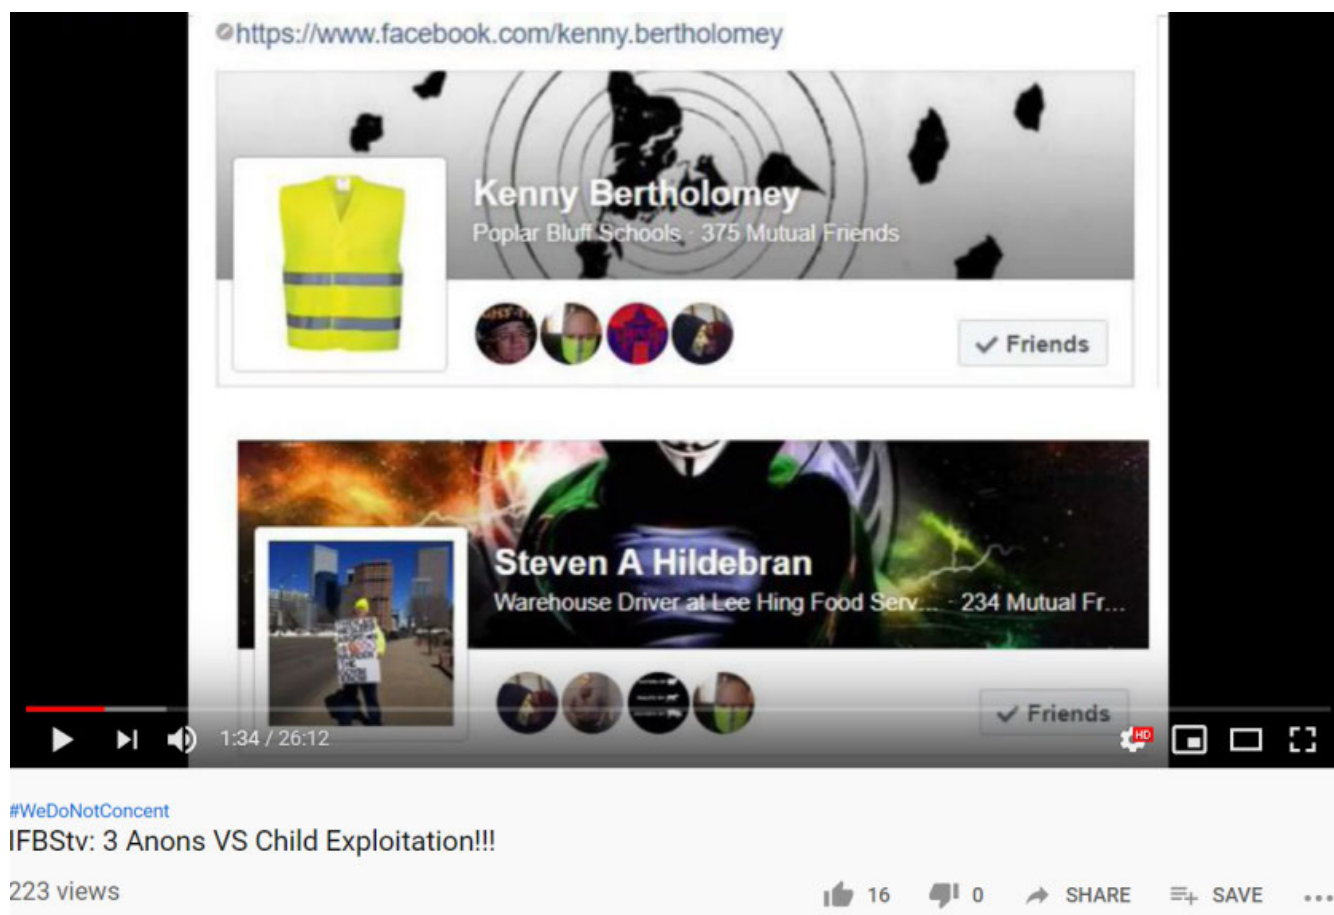 https://www.facebook.com/kenny.bertholomey
Kenny Bertholomey
Poplar Bluff Schools · 375 Mutual Friends
Friends
Steven A Hildebran
Warehouse Driver at Lee Hing Food Serv... · 234 Mutual Fr...
Friends
1:34 / 26:12
HD
#WeDoNotConcent
IFBStv: 3 Anons VS Child Exploitation!!!
223 views
16
0
SHARE
SAVE